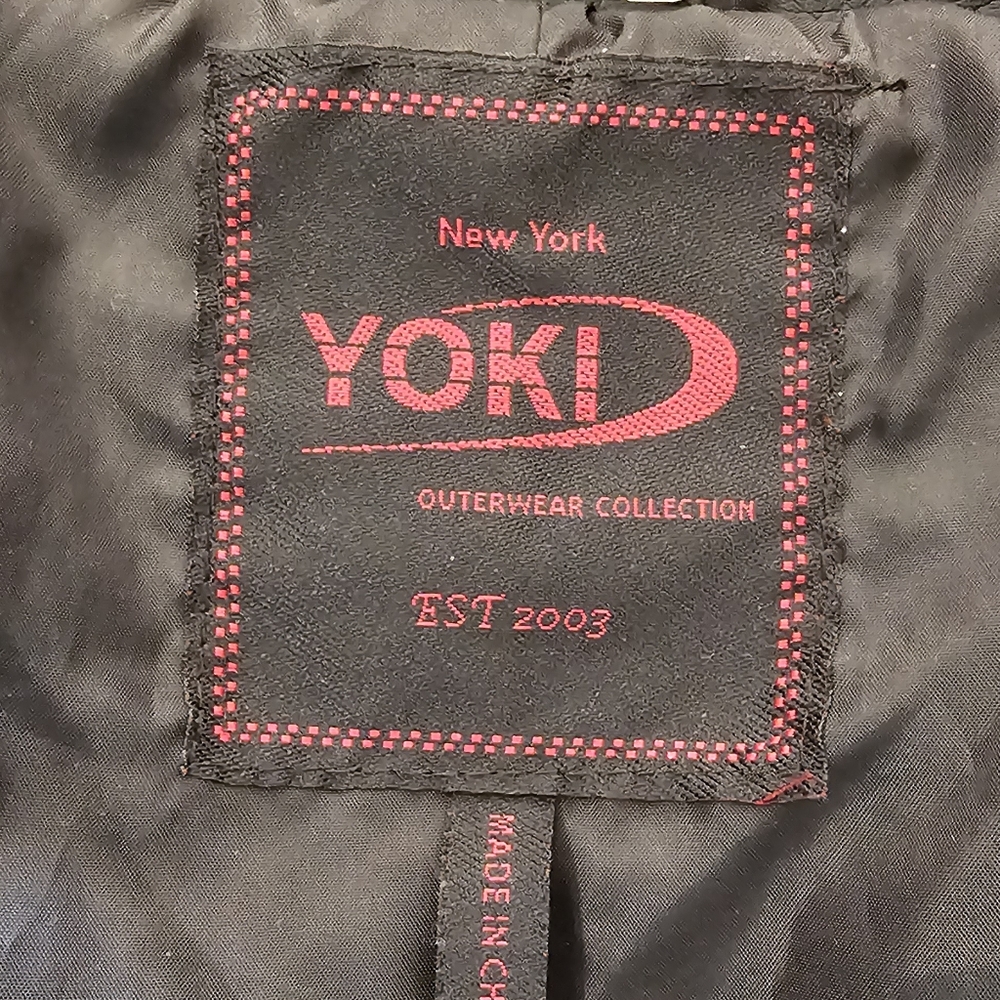 New York
YOKI
OUTERWEAR COLLECTION
EST 2003
MADE IN CH